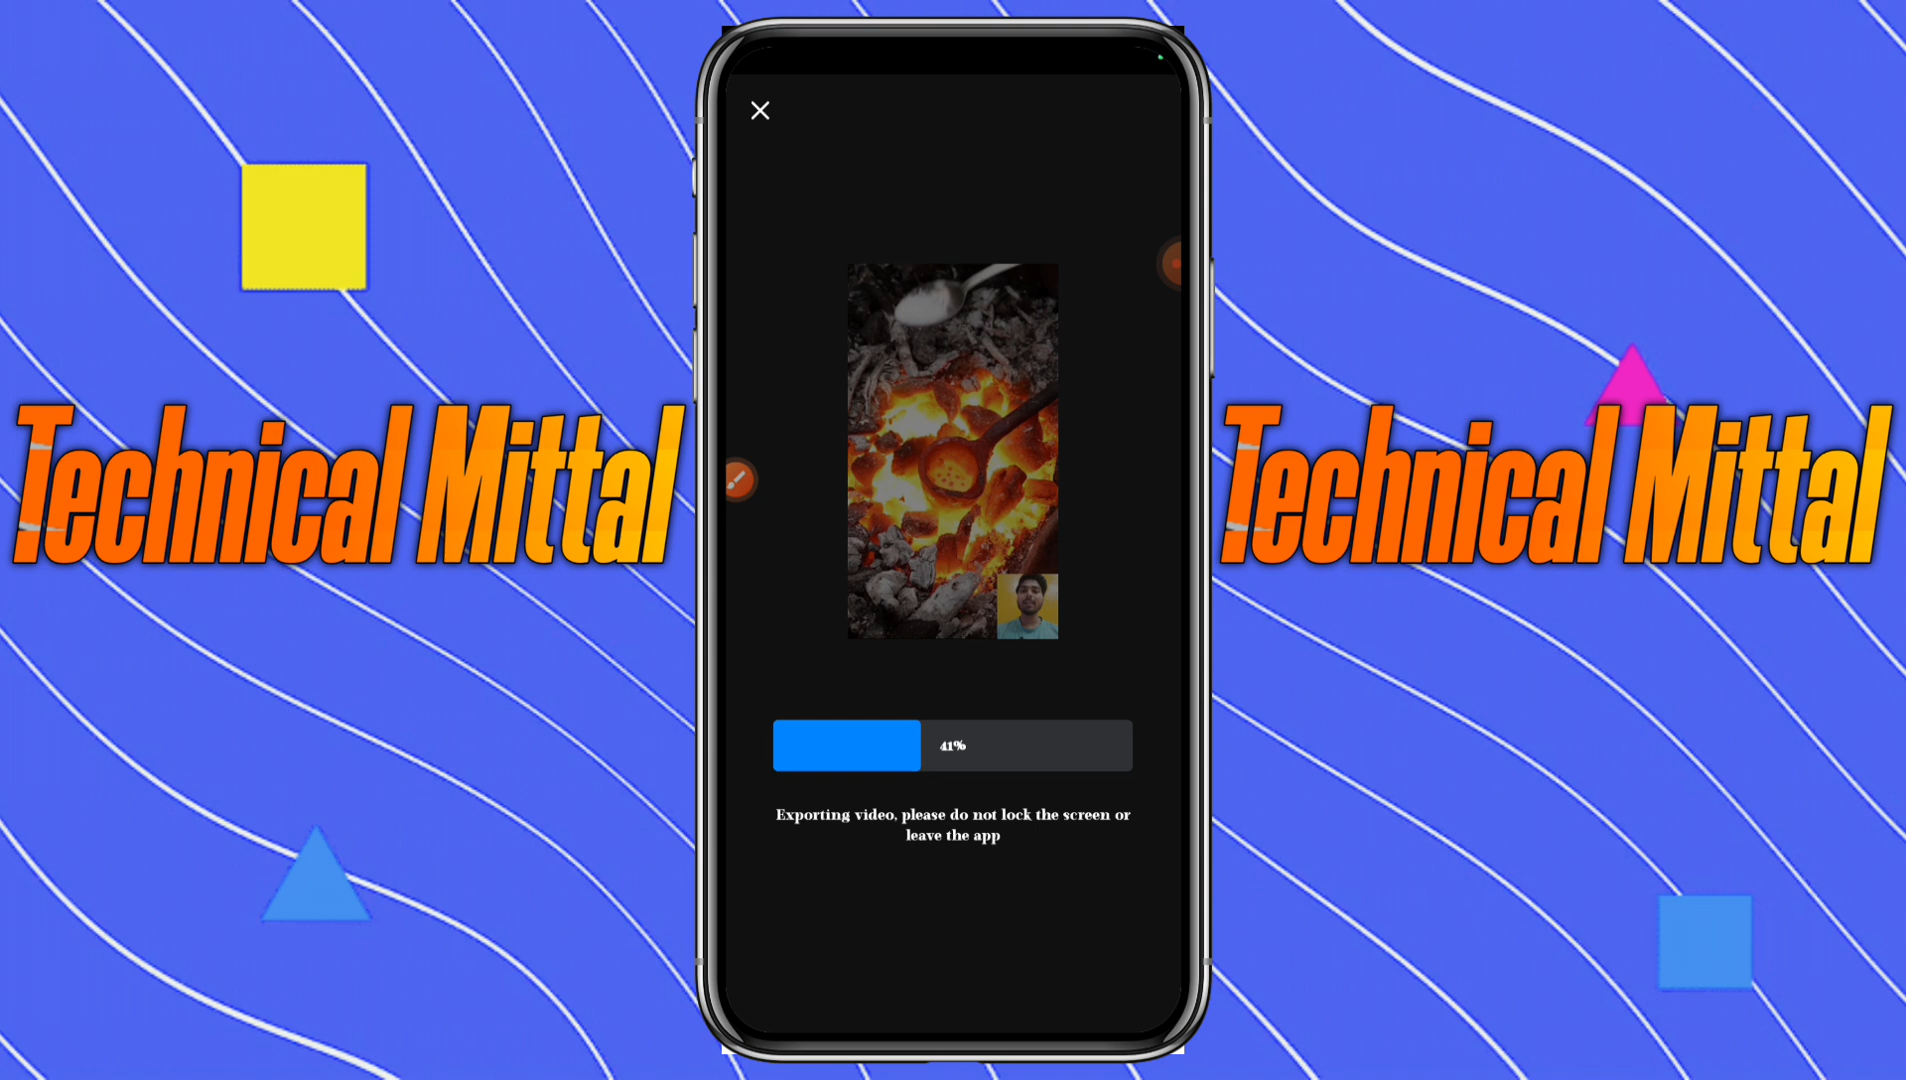 Technical Mittal
41%
Exporting video, please do not lock the screen or
leave the app
Technical Mittal